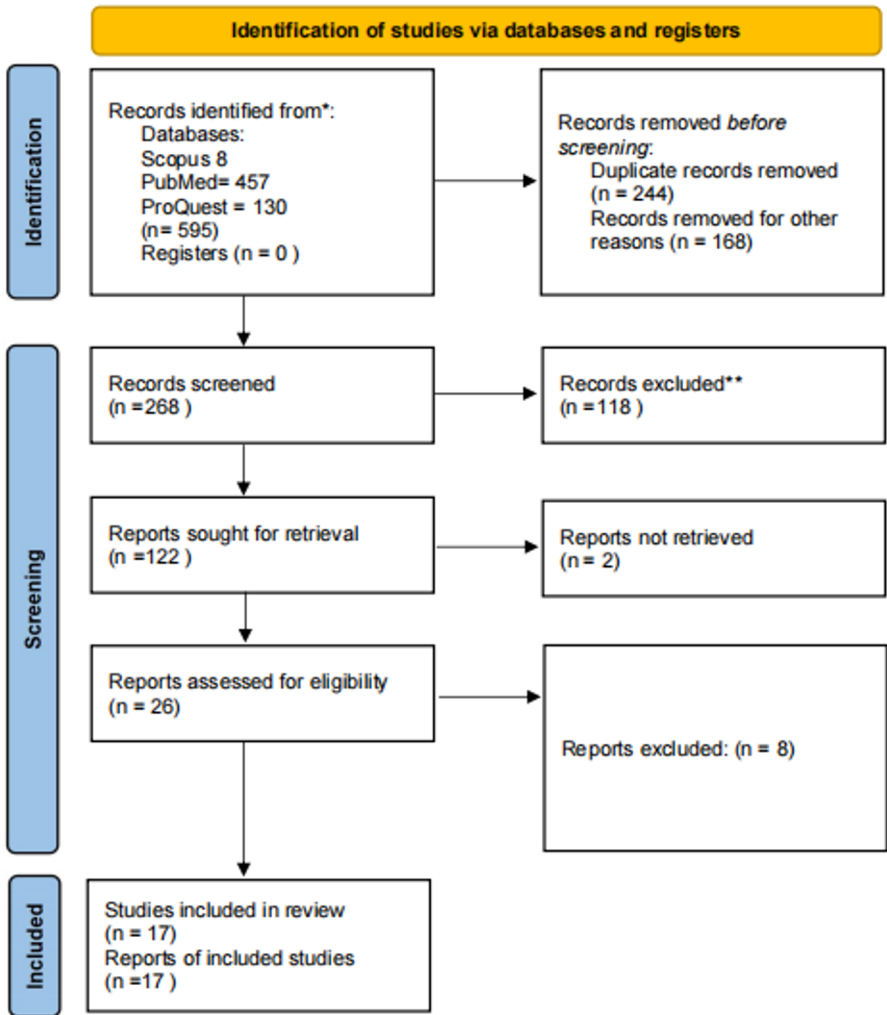 Identification of studies via databases and registers
Identification
Records identified from*:
Databases:
Scopus 8
PubMed= 457
ProQuest = 130
(n= 595)
Registers (n = 0 )
Records removed before
screening:
Duplicate records removed
(n = 244)
Records removed for other
reasons (n = 168)
Screening
Records screened
(n =268 )
Records excluded**
(n =118 )
Reports sought for retrieval
(n =122 )
Reports not retrieved
(n = 2)
Reports assessed for eligibility
(n = 26)
Reports excluded: (n = 8)
Included
Studies included in review
(n = 17)
Reports of included studies
(n =17 )